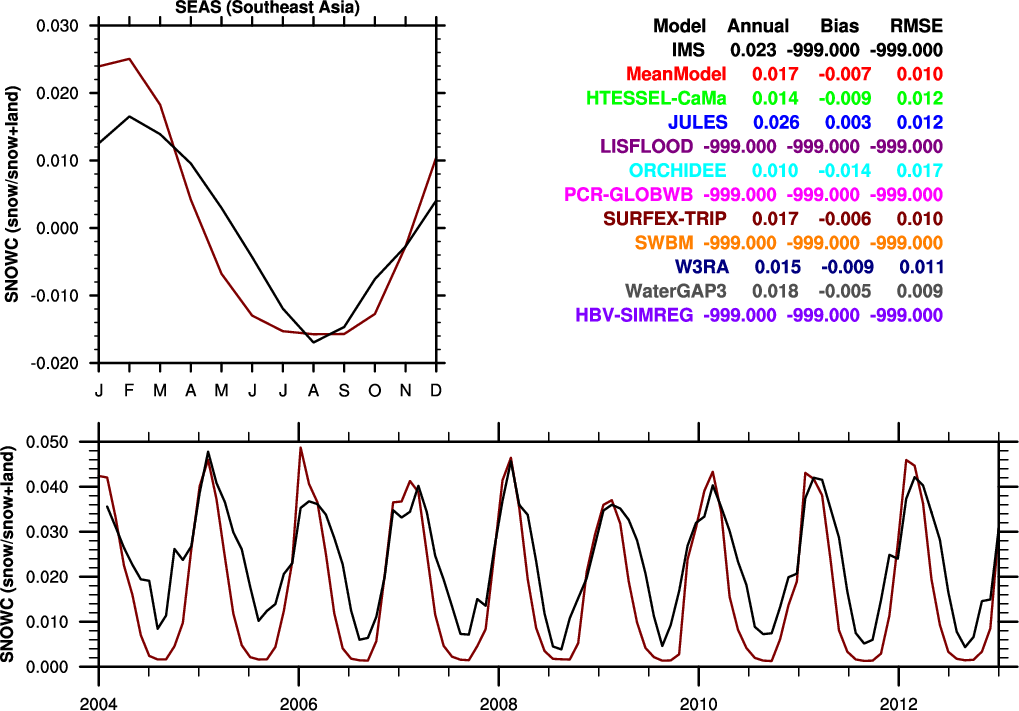 SEAS (Southeast Asia)
0.030
0.020
0.010
0.000
-0.010
-0.020
SNOWC (snow/snow+land)
J F M A M J J A S O N D
Model Annual Bias RMSE
IMS 0.023 -999.000 -999.000
MeanModel 0.017 -0.007 0.010
HTESSEL-CaMa 0.014 -0.009 0.012
JULES 0.026 0.003 0.012
LISFLOOD -999.000 -999.000 -999.000
ORCHIDEE 0.010 -0.014 0.017
PCR-GLOBWB -999.000 -999.000 -999.000
SURFEX-TRIP 0.017 -0.006 0.010
SWBM -999.000 -999.000 -999.000
W3RA 0.015 -0.009 0.011
WaterGAP3 0.018 -0.005 0.009
HBV-SIMREG -999.000 -999.000 -999.000
0.050
0.040
0.030
0.020
0.010
0.000
SNOWC (snow/snow+land)
2004 2006 2008 2010 2012